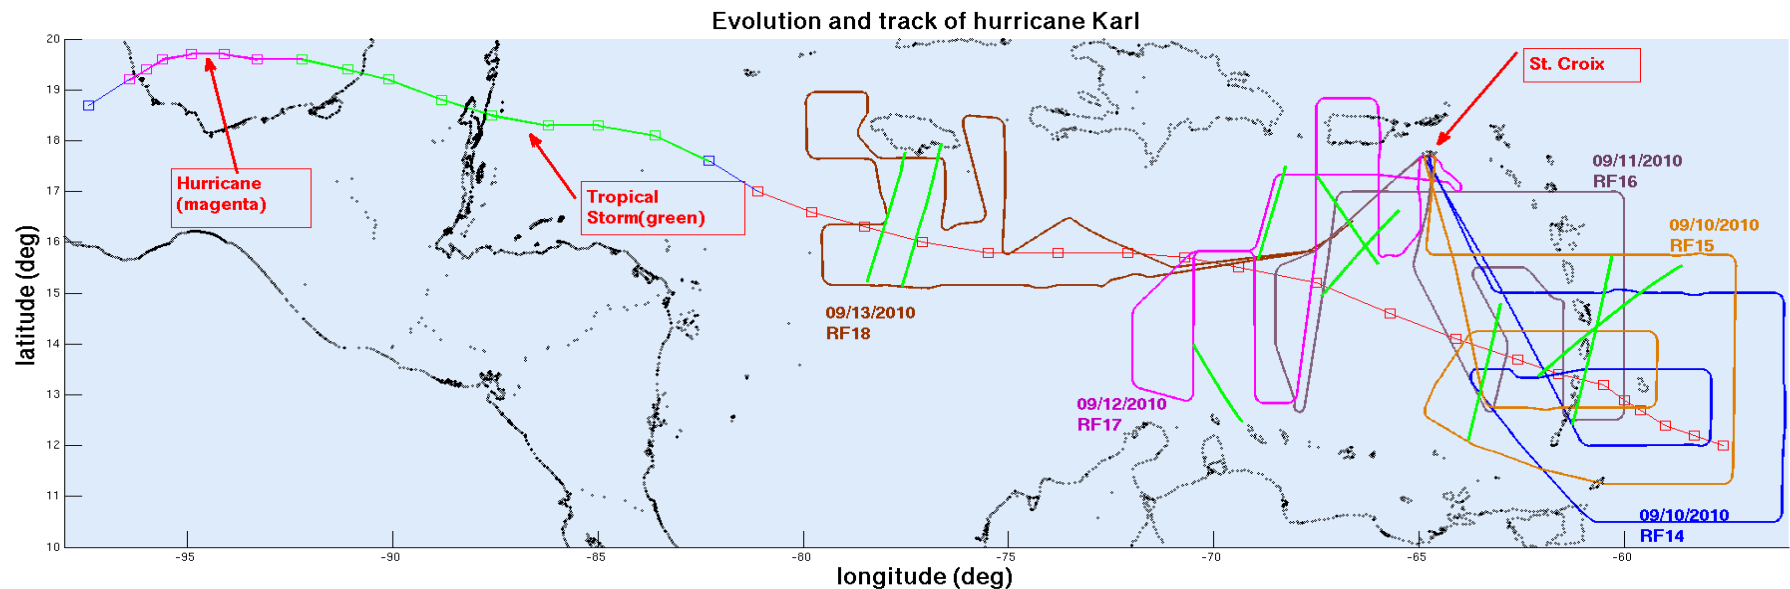 Evolution and track of hurricane Karl
20
19
18
17
16
15
14
13
12
11
10
latitude (deg)
St. Croix
Hurricane
(magenta)
Tropical
Storm(green)
09/11/2010
RF16
09/10/2010
RF15
09/13/2010
RF18
09/12/2010
RF17
09/10/2010
RF14
-95
-90
-85
-80
-75
-70
-65
-60
longitude (deg)